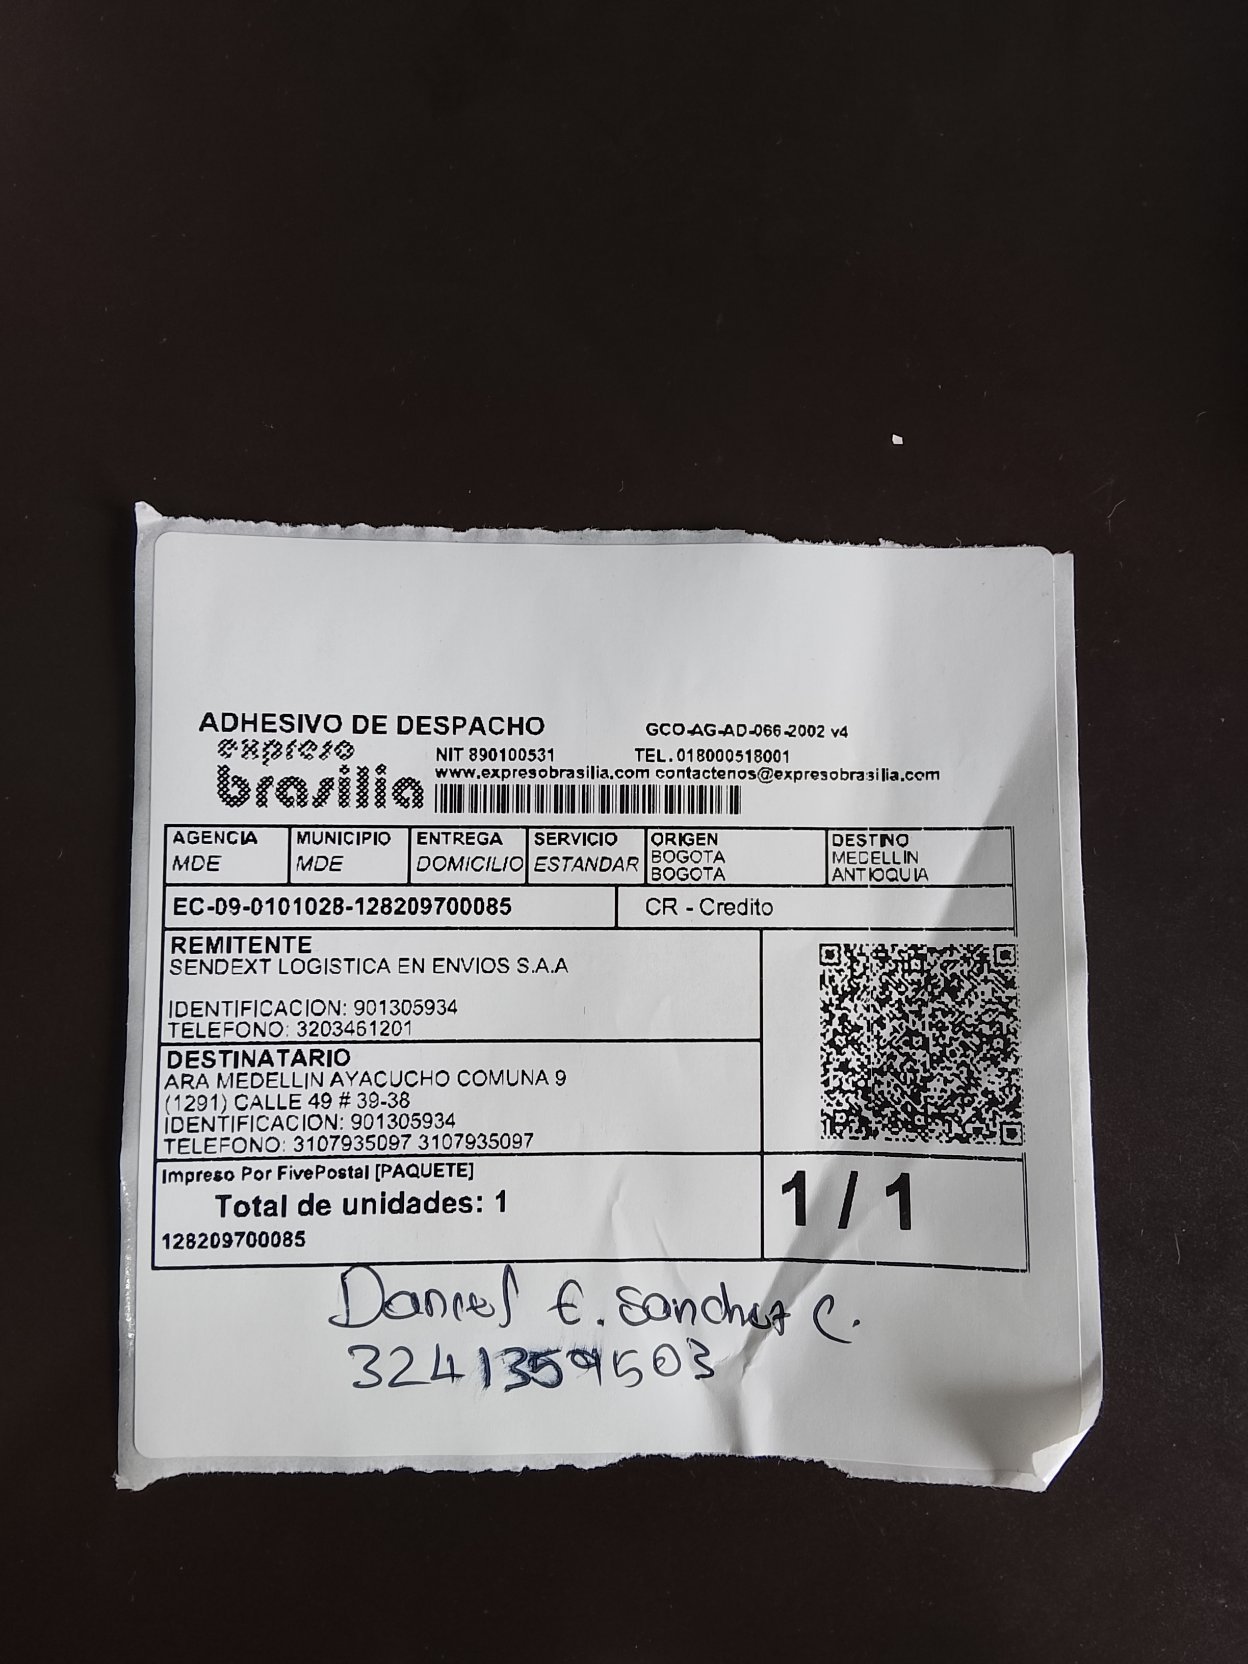 ADHESIVO DE DESPACHO
GCO-AG-AD-066-2002 v4
expreso
brasilia
NIT 890100531
TEL. 018000518001
www.expresobrasilia.com contactenos@expresobrasilia.com
AGENCIA
MDE
MUNICIPIO
MDE
ENTREGA
DOMICILIO
SERVICIO
ESTANDAR
ORIGEN
BOGOTA
BOGOTA
DESTINO
MEDELLIN
ANTIOQUIA
EC-09-0101028-128209700085
CR - Credito
REMITENTE
SENDEXT LOGISTICA EN ENVIOS S.A.A
IDENTIFICACION: 901305934
TELEFONO: 3203461201
DESTINATARIO
ARA MEDELLIN AYACUCHO COMUNA 9
(1291) CALLE 49 # 39-38
IDENTIFICACION: 901305934
TELEFONO: 3107935097 3107935097
Impreso Por FivePostal [PAQUETE]
Total de unidades: 1
128209700085
1 / 1
Daniel E. Sanchez C.
3241359503